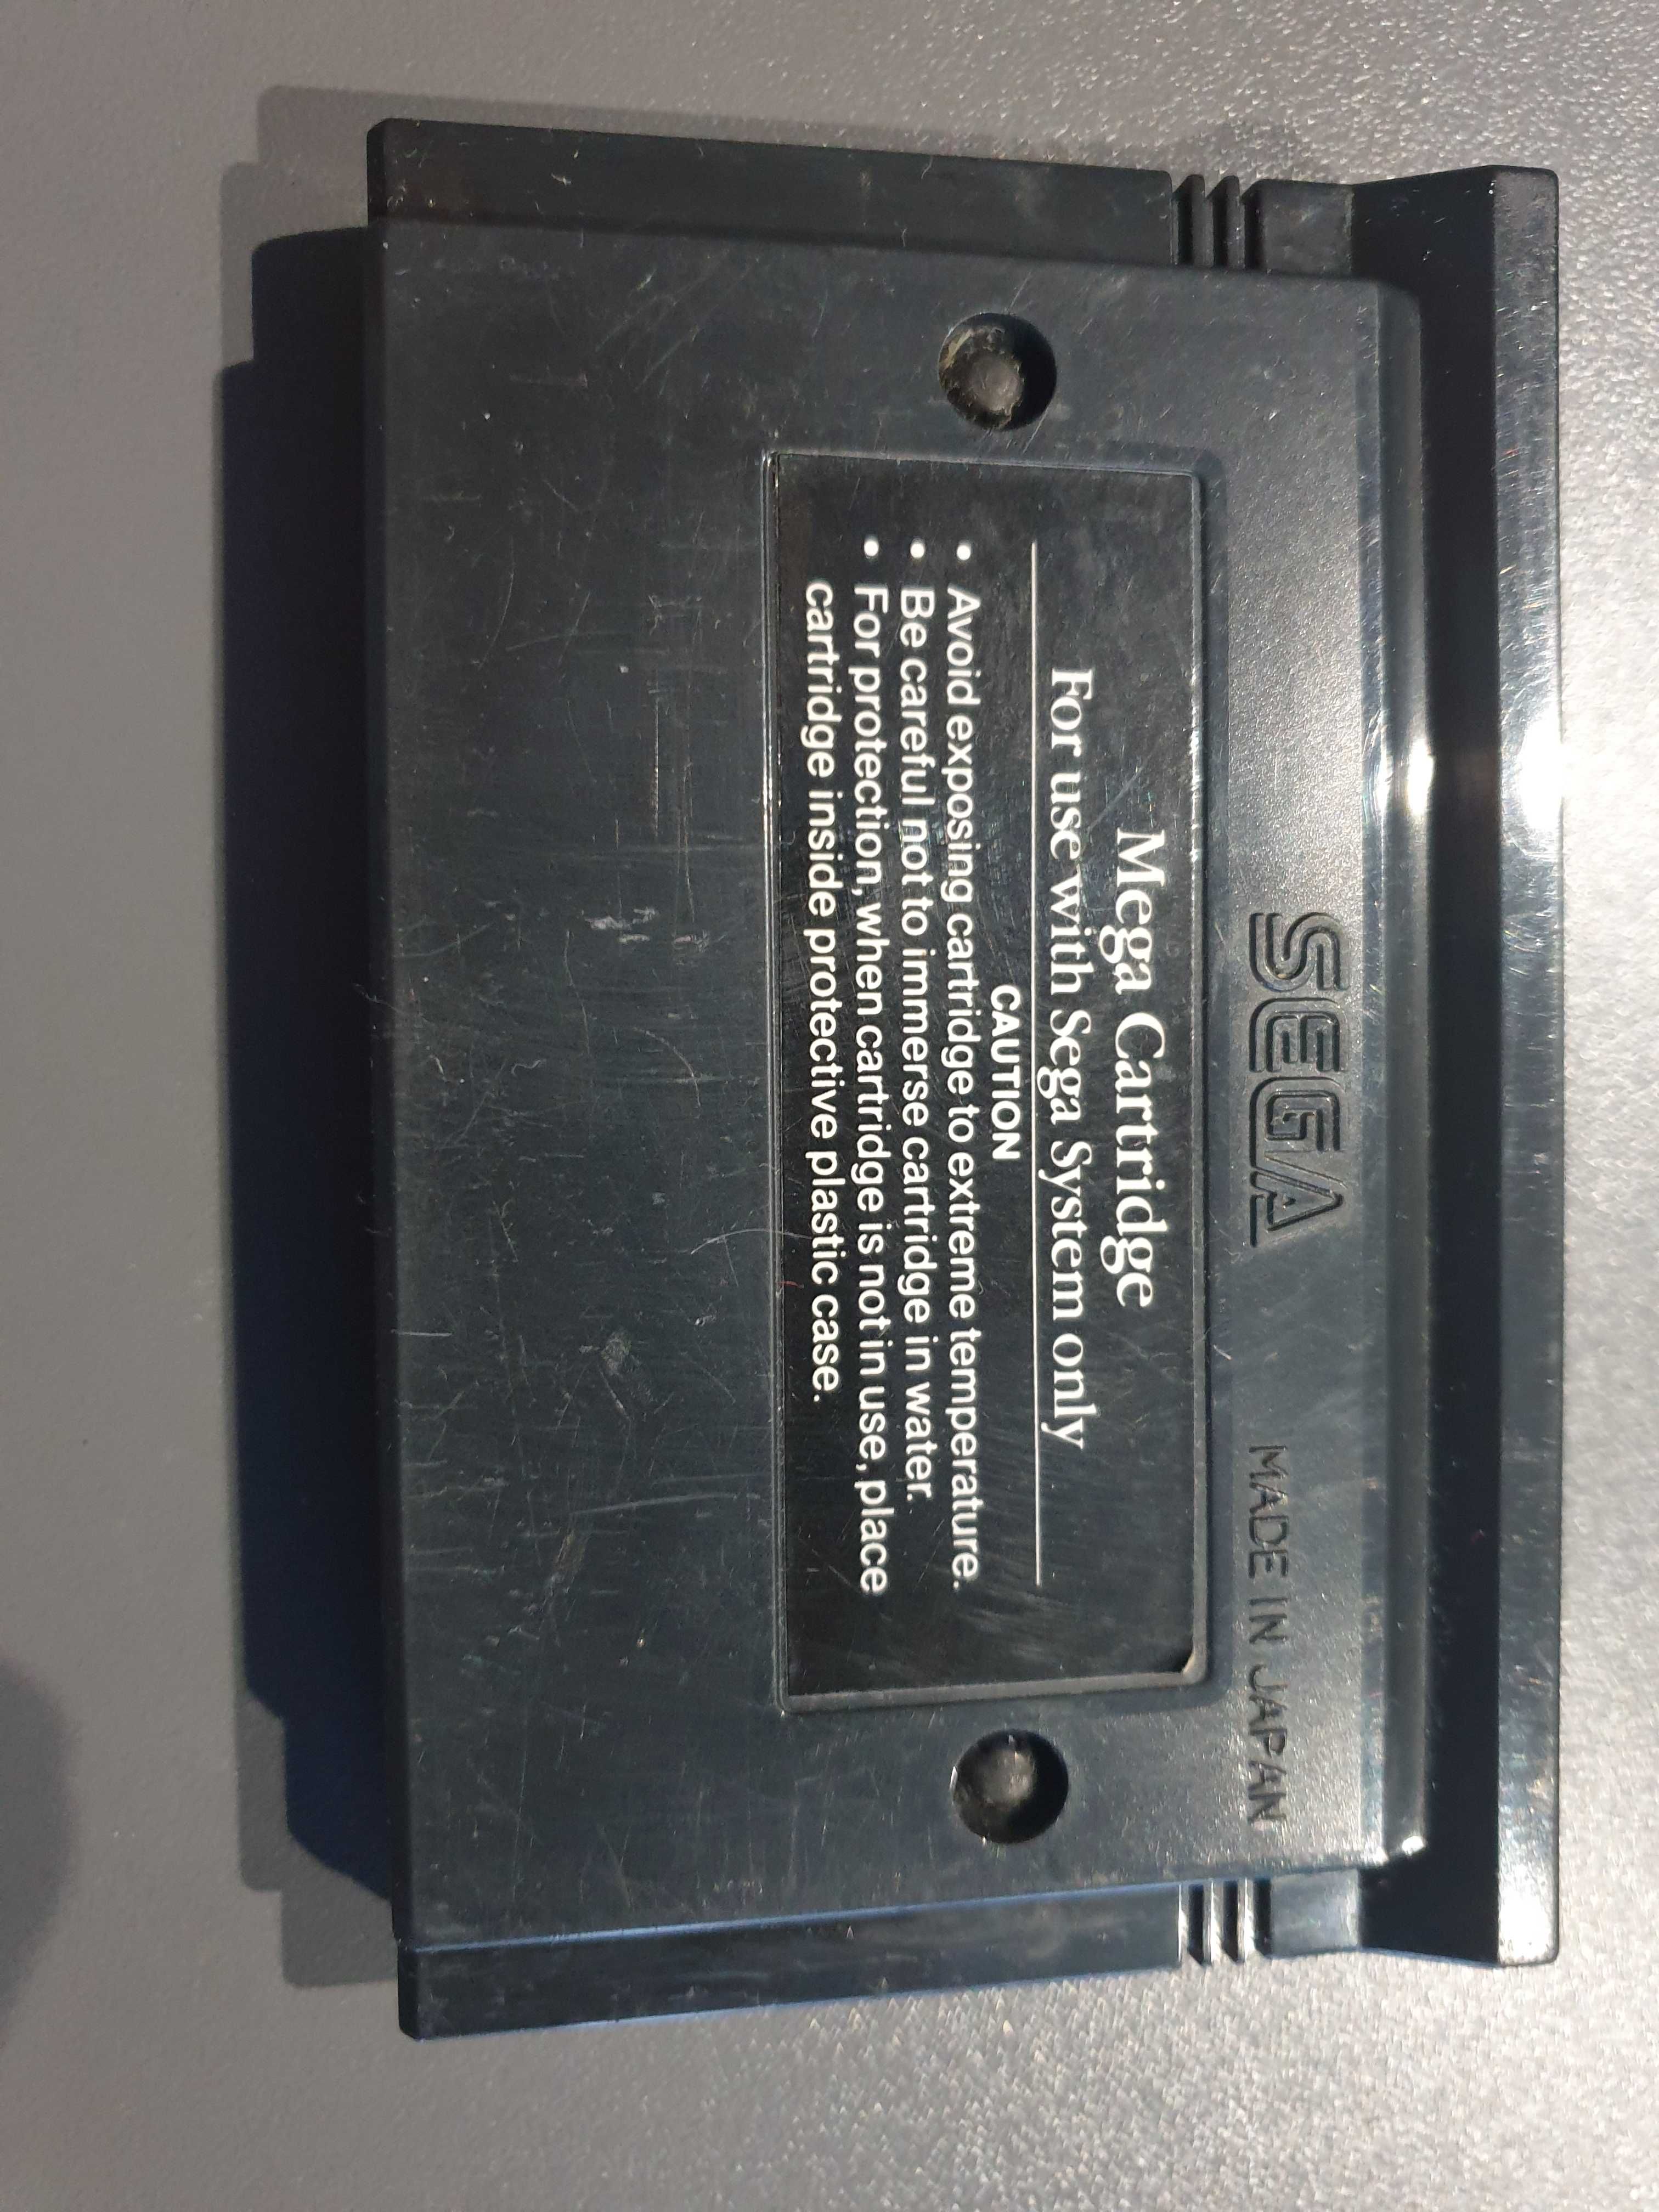 SEGA
MADE IN JAPAN
Mega Cartridge
For use with Sega System only
CAUTION
• Avoid exposing cartridge to extreme temperature.
• Be careful not to immerse cartridge in water.
• For protection, when cartridge is not in use, place
cartridge inside protective plastic case.